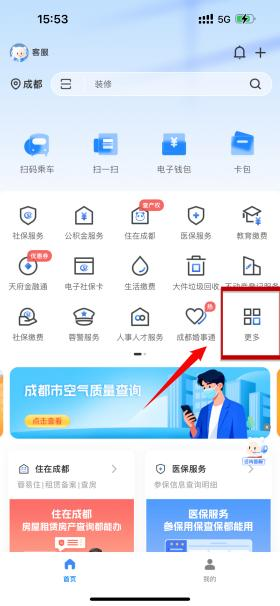 15:53
5G
客服
成都
装修
扫码乘车
扫一扫
电子钱包
卡包
查产权
社保服务
公积金服务
住在成都
医保服务
教育缴费
优惠券
天府金融通
电子社保卡
生活缴费
大件垃圾回收
不动产登记服务
热
社保缴费
蓉警服务
人事人才服务
成都婚事通
更多
成都市空气质量查询
点击查看
住在成都
蓉易住|租赁备案|查房
医保服务
参保信息查询明细
住在成都
房屋租赁房产查询都能办
医保服务
参保用保查保都能用
首页
我的